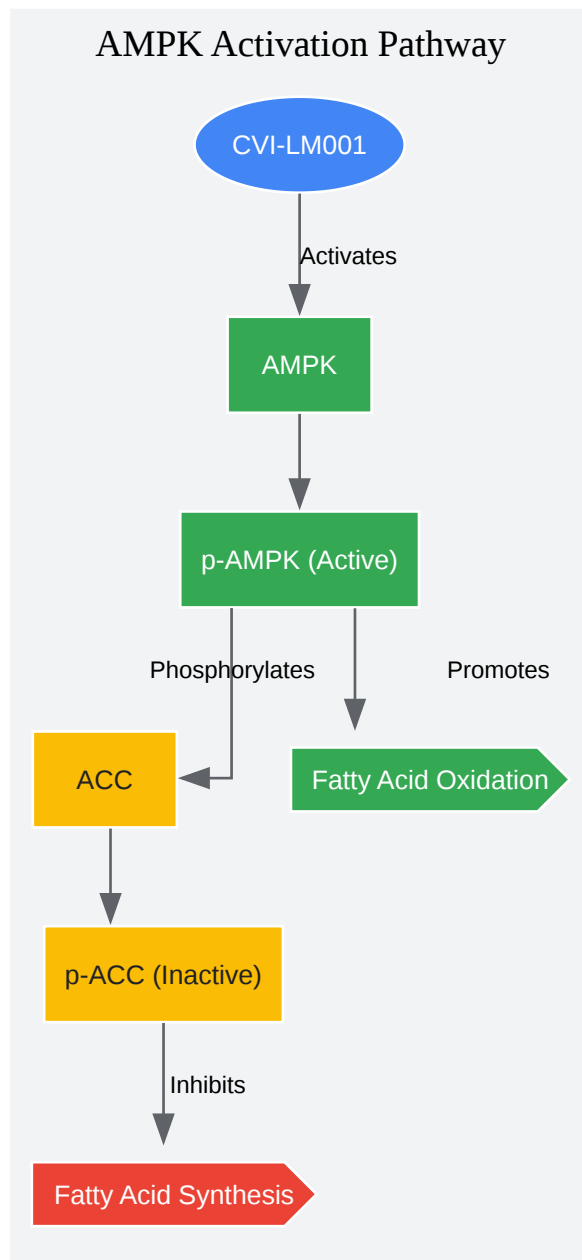 AMPK Activation Pathway
CVI-LM001
Activates
AMPK
p-AMPK (Active)
Phosphorylates
Promotes
ACC
Fatty Acid Oxidation
p-ACC (Inactive)
Inhibits
Fatty Acid Synthesis